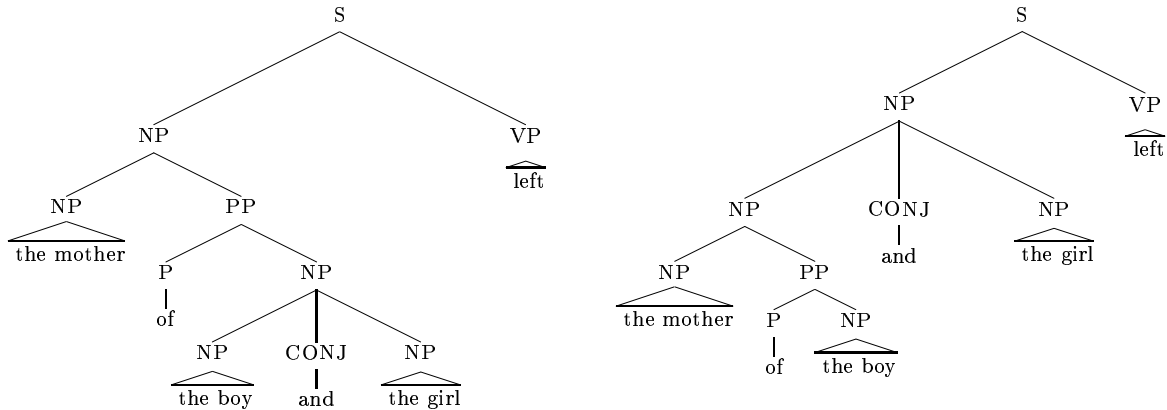 S
NP VP
left
NP PP
the mother
P NP
of
NP CONJ NP
the boy and the girl
S
NP VP
left
NP CONJ NP
and the girl
NP PP
the mother
P NP
of the boy